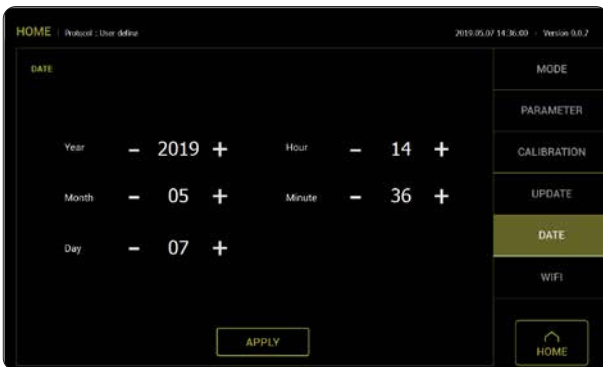 HOME | Protocol : User define 2019.05.07 14:36:00 - Version 0.0.7
DATE
MODE
PARAMETER
CALIBRATION
UPDATE
DATE
WIFI
HOME
Year - 2019 + Hour - 14 +
Month - 05 + Minute - 36 +
Day - 07 +
APPLY